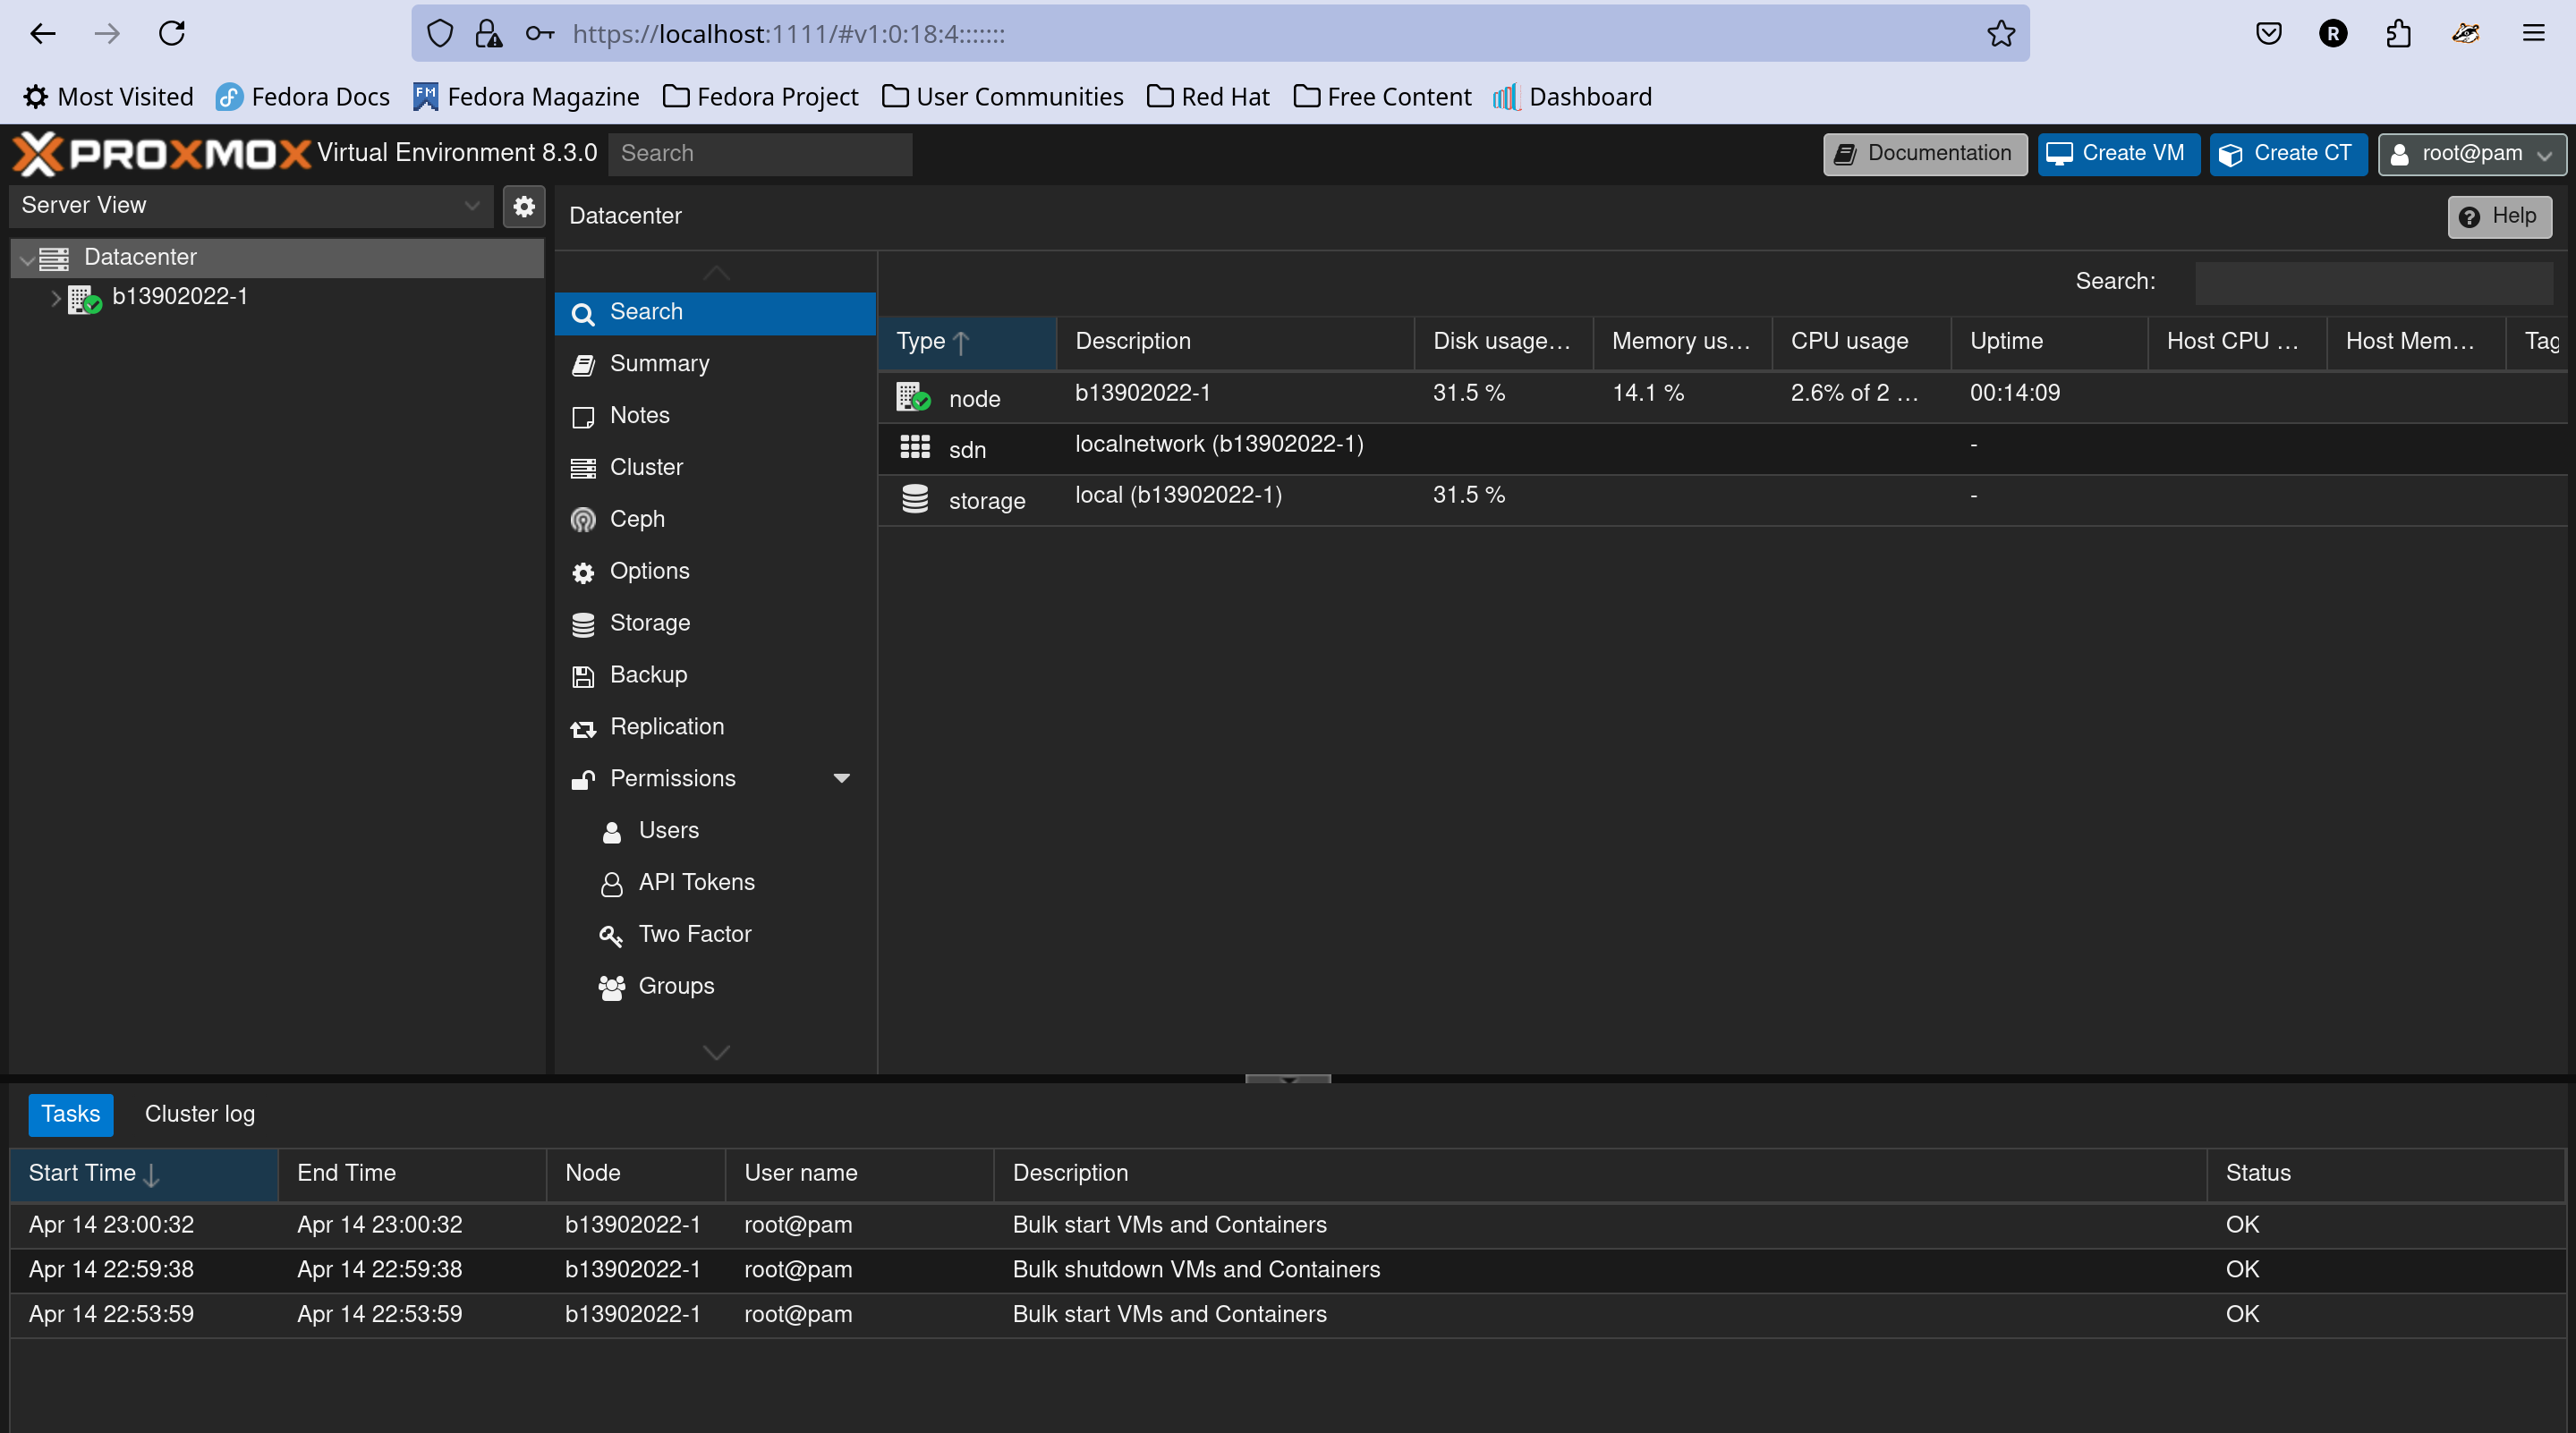 https://localhost:1111/#v1:0:18:4:::::::
Most Visited Fedora Docs Fedora Magazine Fedora Project User Communities Red Hat Free Content Dashboard
PROXMOX Virtual Environment 8.3.0 Search Documentation Create VM Create CT root@pam
Server View
Datacenter Help
Datacenter
b13902022-1
Search
Summary
Notes
Cluster
Ceph
Options
Storage
Backup
Replication
Permissions
Users
API Tokens
Two Factor
Groups
Search:
Type Description Disk usage... Memory us... CPU usage Uptime Host CPU ... Host Mem... Tag
node b13902022-1 31.5 % 14.1 % 2.6% of 2 ... 00:14:09
sdn localnetwork (b13902022-1) -
storage local (b13902022-1) 31.5 % -
Tasks Cluster log
Start Time End Time Node User name Description Status
Apr 14 23:00:32 Apr 14 23:00:32 b13902022-1 root@pam Bulk start VMs and Containers OK
Apr 14 22:59:38 Apr 14 22:59:38 b13902022-1 root@pam Bulk shutdown VMs and Containers OK
Apr 14 22:53:59 Apr 14 22:53:59 b13902022-1 root@pam Bulk start VMs and Containers OK